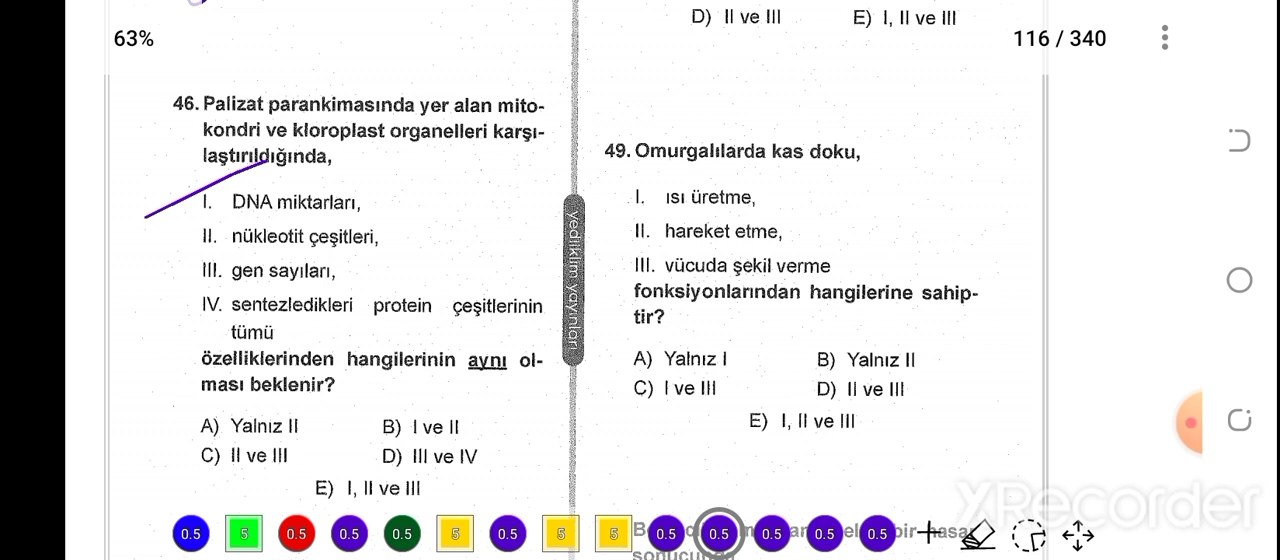 D) II ve III E) I, II ve III
63%
116 / 340
46. Palizat parankimasında yer alan mito-
kondri ve kloroplast organelleri karşı-
laştırıldığında,
I. DNA miktarları,
II. nükleotit çeşitleri,
III. gen sayıları,
IV. sentezledikleri protein çeşitlerinin
tümü
özelliklerinden hangilerinin aynı ol-
ması beklenir?
A) Yalnız II B) I ve II
C) II ve III D) III ve IV
E) I, II ve III
yediiklim yayınları
49. Omurgalılarda kas doku,
I. ısı üretme,
II. hareket etme,
III. vücuda şekil verme
fonksiyonlarından hangilerine sahip-
tir?
A) Yalnız I B) Yalnız II
C) I ve III D) II ve III
E) I, II ve III
XRecorder
0.5 5 0.5 0.5 0.5 5 0.5 5 5 0.5 0.5 0.5 0.5 0.5
bir hasar
sonucunda